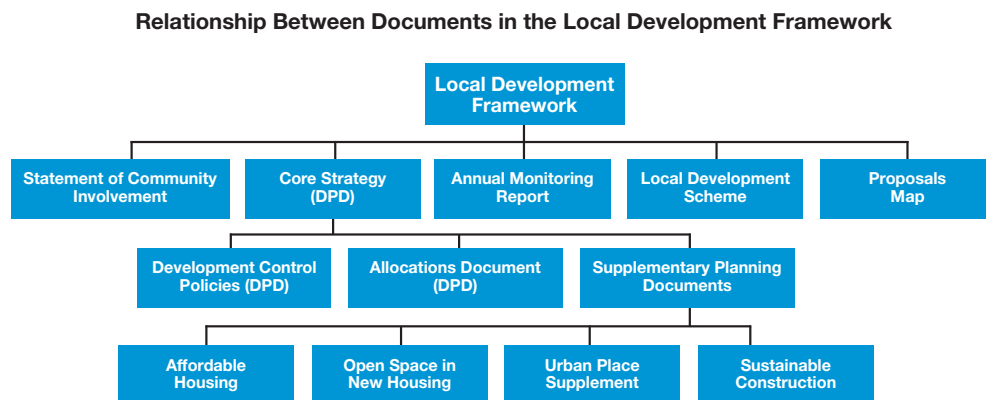 Relationship Between Documents in the Local Development Framework
Local Development
Framework
Statement of Community
Involvement
Core Strategy
(DPD)
Annual Monitoring
Report
Local Development
Scheme
Proposals
Map
Development Control
Policies (DPD)
Allocations Document
(DPD)
Supplementary Planning
Documents
Affordable
Housing
Open Space in
New Housing
Urban Place
Supplement
Sustainable
Construction